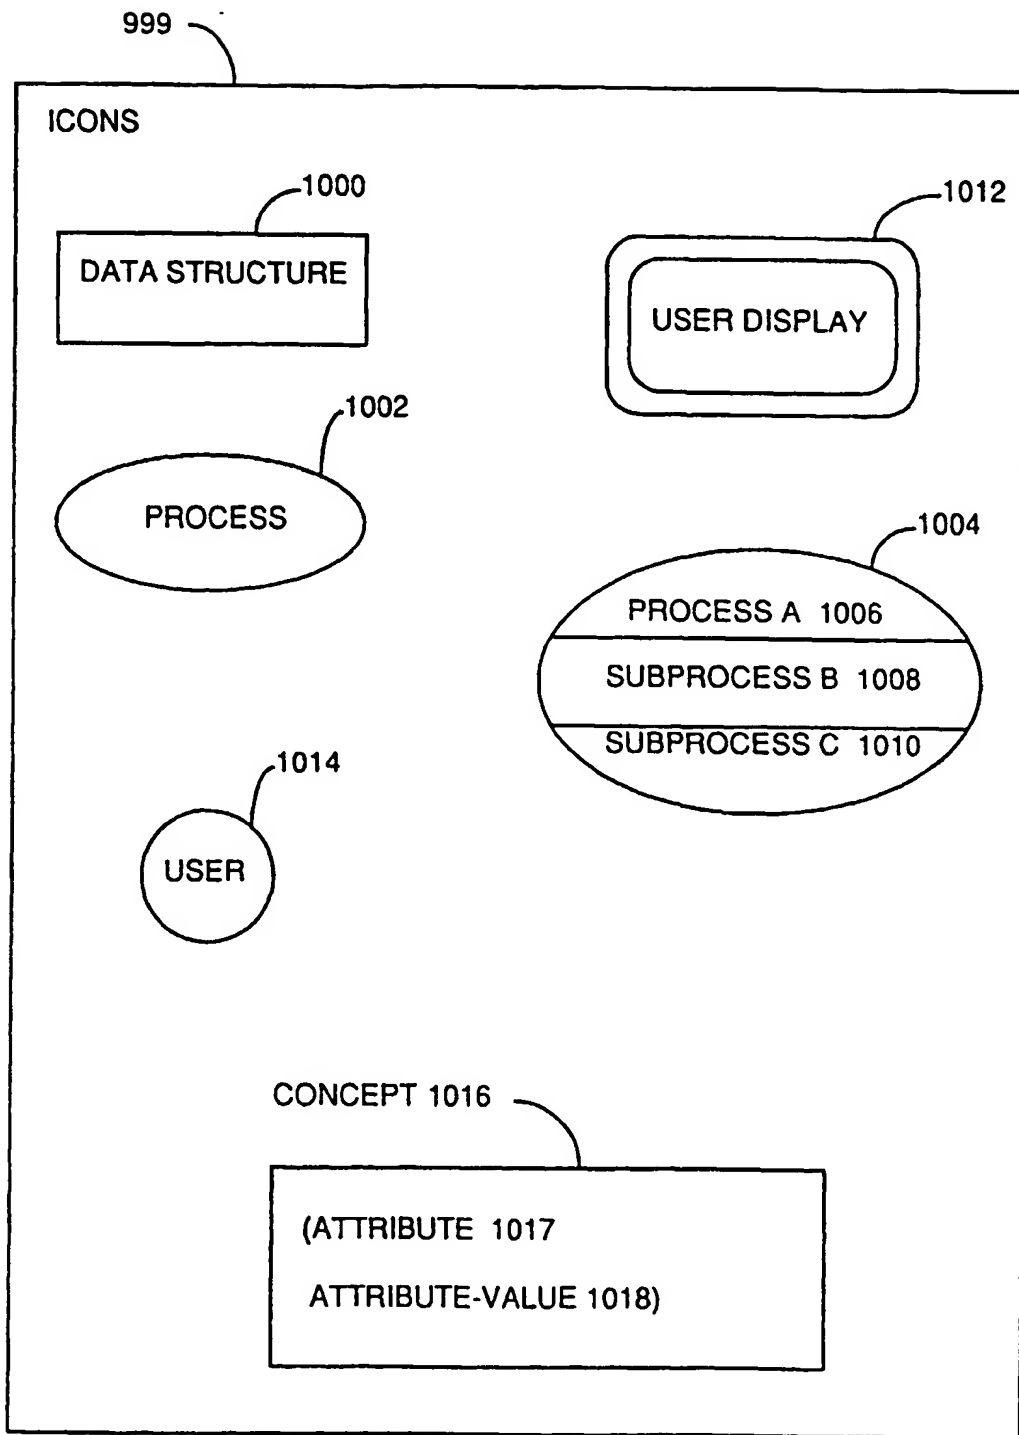 999
ICONS
1000
DATA STRUCTURE
1012
USER DISPLAY
1002
PROCESS
1004
PROCESS A 1006
SUBPROCESS B 1008
SUBPROCESS C 1010
1014
USER
CONCEPT 1016
(ATTRIBUTE 1017
ATTRIBUTE-VALUE 1018)